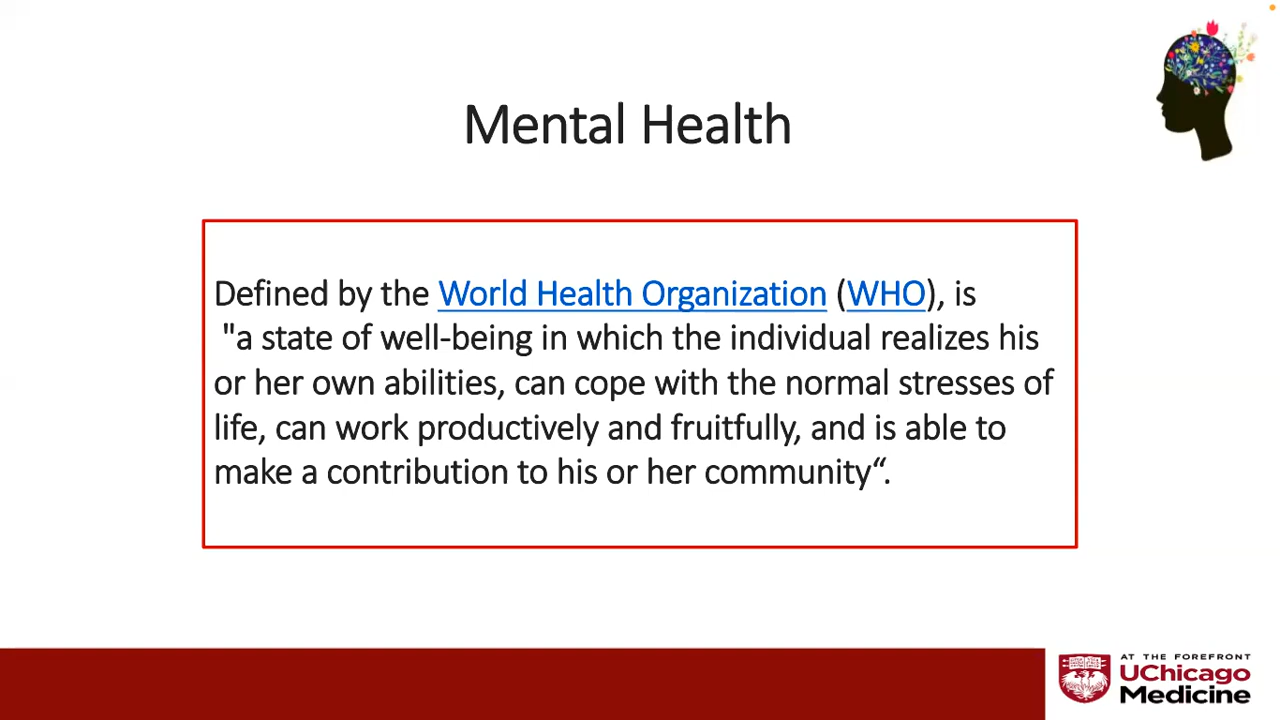 Mental Health
Defined by the World Health Organization (WHO), is
"a state of well-being in which the individual realizes his
or her own abilities, can cope with the normal stresses of
life, can work productively and fruitfully, and is able to
make a contribution to his or her community“.
AT THE FOREFRONT
UChicago
Medicine